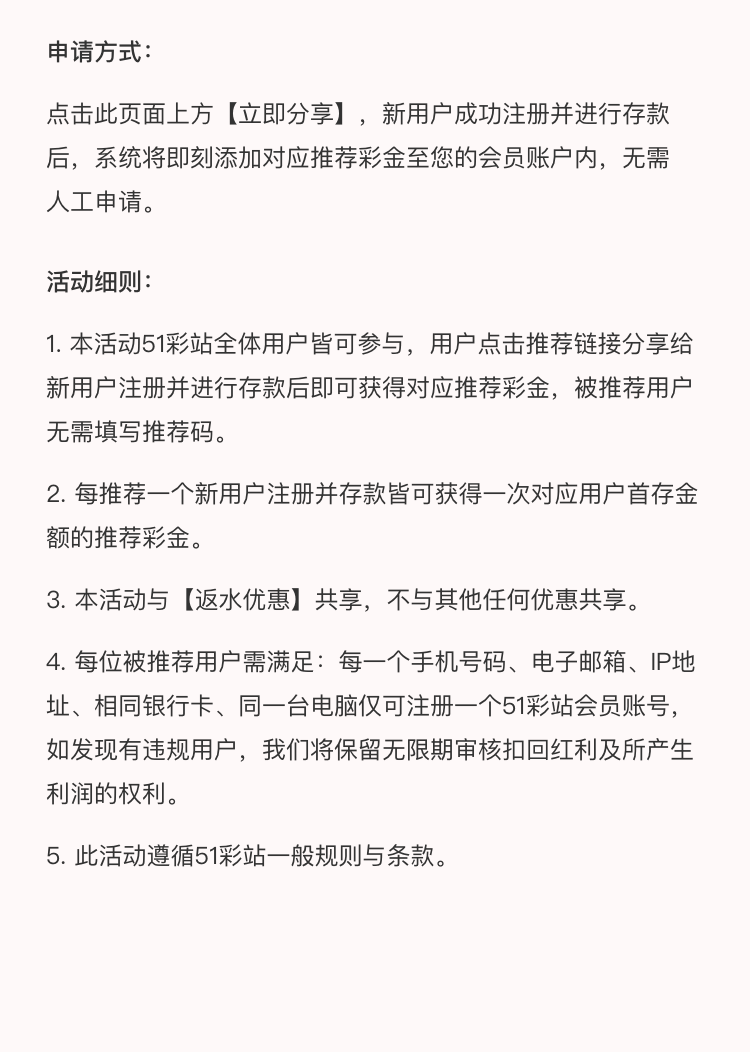 申请方式：
点击此页面上方【立即分享】，新用户成功注册并进行存款
后，系统将即刻添加对应推荐彩金至您的会员账户内，无需
人工申请。
活动细则：
1. 本活动51彩站全体用户皆可参与，用户点击推荐链接分享给
新用户注册并进行存款后即可获得对应推荐彩金，被推荐用户
无需填写推荐码。
2. 每推荐一个新用户注册并存款皆可获得一次对应用户首存金
额的推荐彩金。
3. 本活动与【返水优惠】共享，不与其他任何优惠共享。
4. 每位被推荐用户需满足：每一个手机号码、电子邮箱、IP地
址、相同银行卡、同一台电脑仅可注册一个51彩站会员账号，
如发现有违规用户，我们将保留无限期审核扣回红利及所产生
利润的权利。
5. 此活动遵循51彩站一般规则与条款。